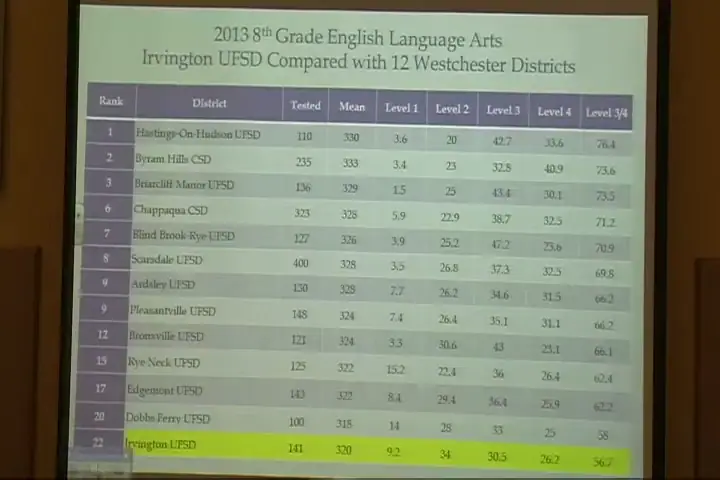 2013 8th Grade English Language Arts
Irvington UFSD Compared with 12 Westchester Districts
Rank District Tested Mean Level 1 Level 2 Level 3 Level 4 Level 3/4
1 Hastings-On-Hudson UFSD 110 330 3.6 20 42.7 33.6 76.4
2 Byram Hills CSD 235 333 3.4 23 32.8 40.9 73.6
3 Briarcliff Manor UFSD 136 329 1.5 25 43.4 30.1 73.5
6 Chappaqua CSD 323 328 5.9 22.9 38.7 32.5 71.2
7 Blind Brook-Rye UFSD 127 326 3.9 25.2 47.2 23.6 70.9
8 Scarsdale UFSD 400 328 3.5 26.8 37.3 32.5 69.8
9 Ardsley UFSD 130 328 7.7 26.2 34.6 31.5 66.2
9 Pleasantville UFSD 148 324 7.4 26.4 35.1 31.1 66.2
12 Bronxville UFSD 121 324 3.3 30.6 43 23.1 66.1
15 Rye Neck UFSD 125 322 15.2 22.4 36 26.4 62.4
17 Edgemont UFSD 143 322 8.4 29.4 36.4 25.9 62.2
20 Dobbs Ferry UFSD 100 318 14 28 33 25 58
22 Irvington UFSD 141 320 9.2 34 30.5 26.2 56.7